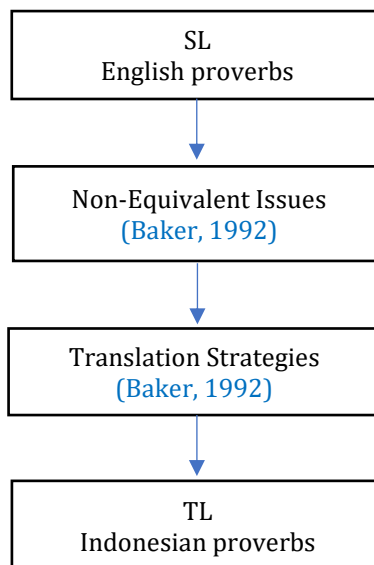 SL
English proverbs
Non-Equivalent Issues
(Baker, 1992)
Translation Strategies
(Baker, 1992)
TL
Indonesian proverbs